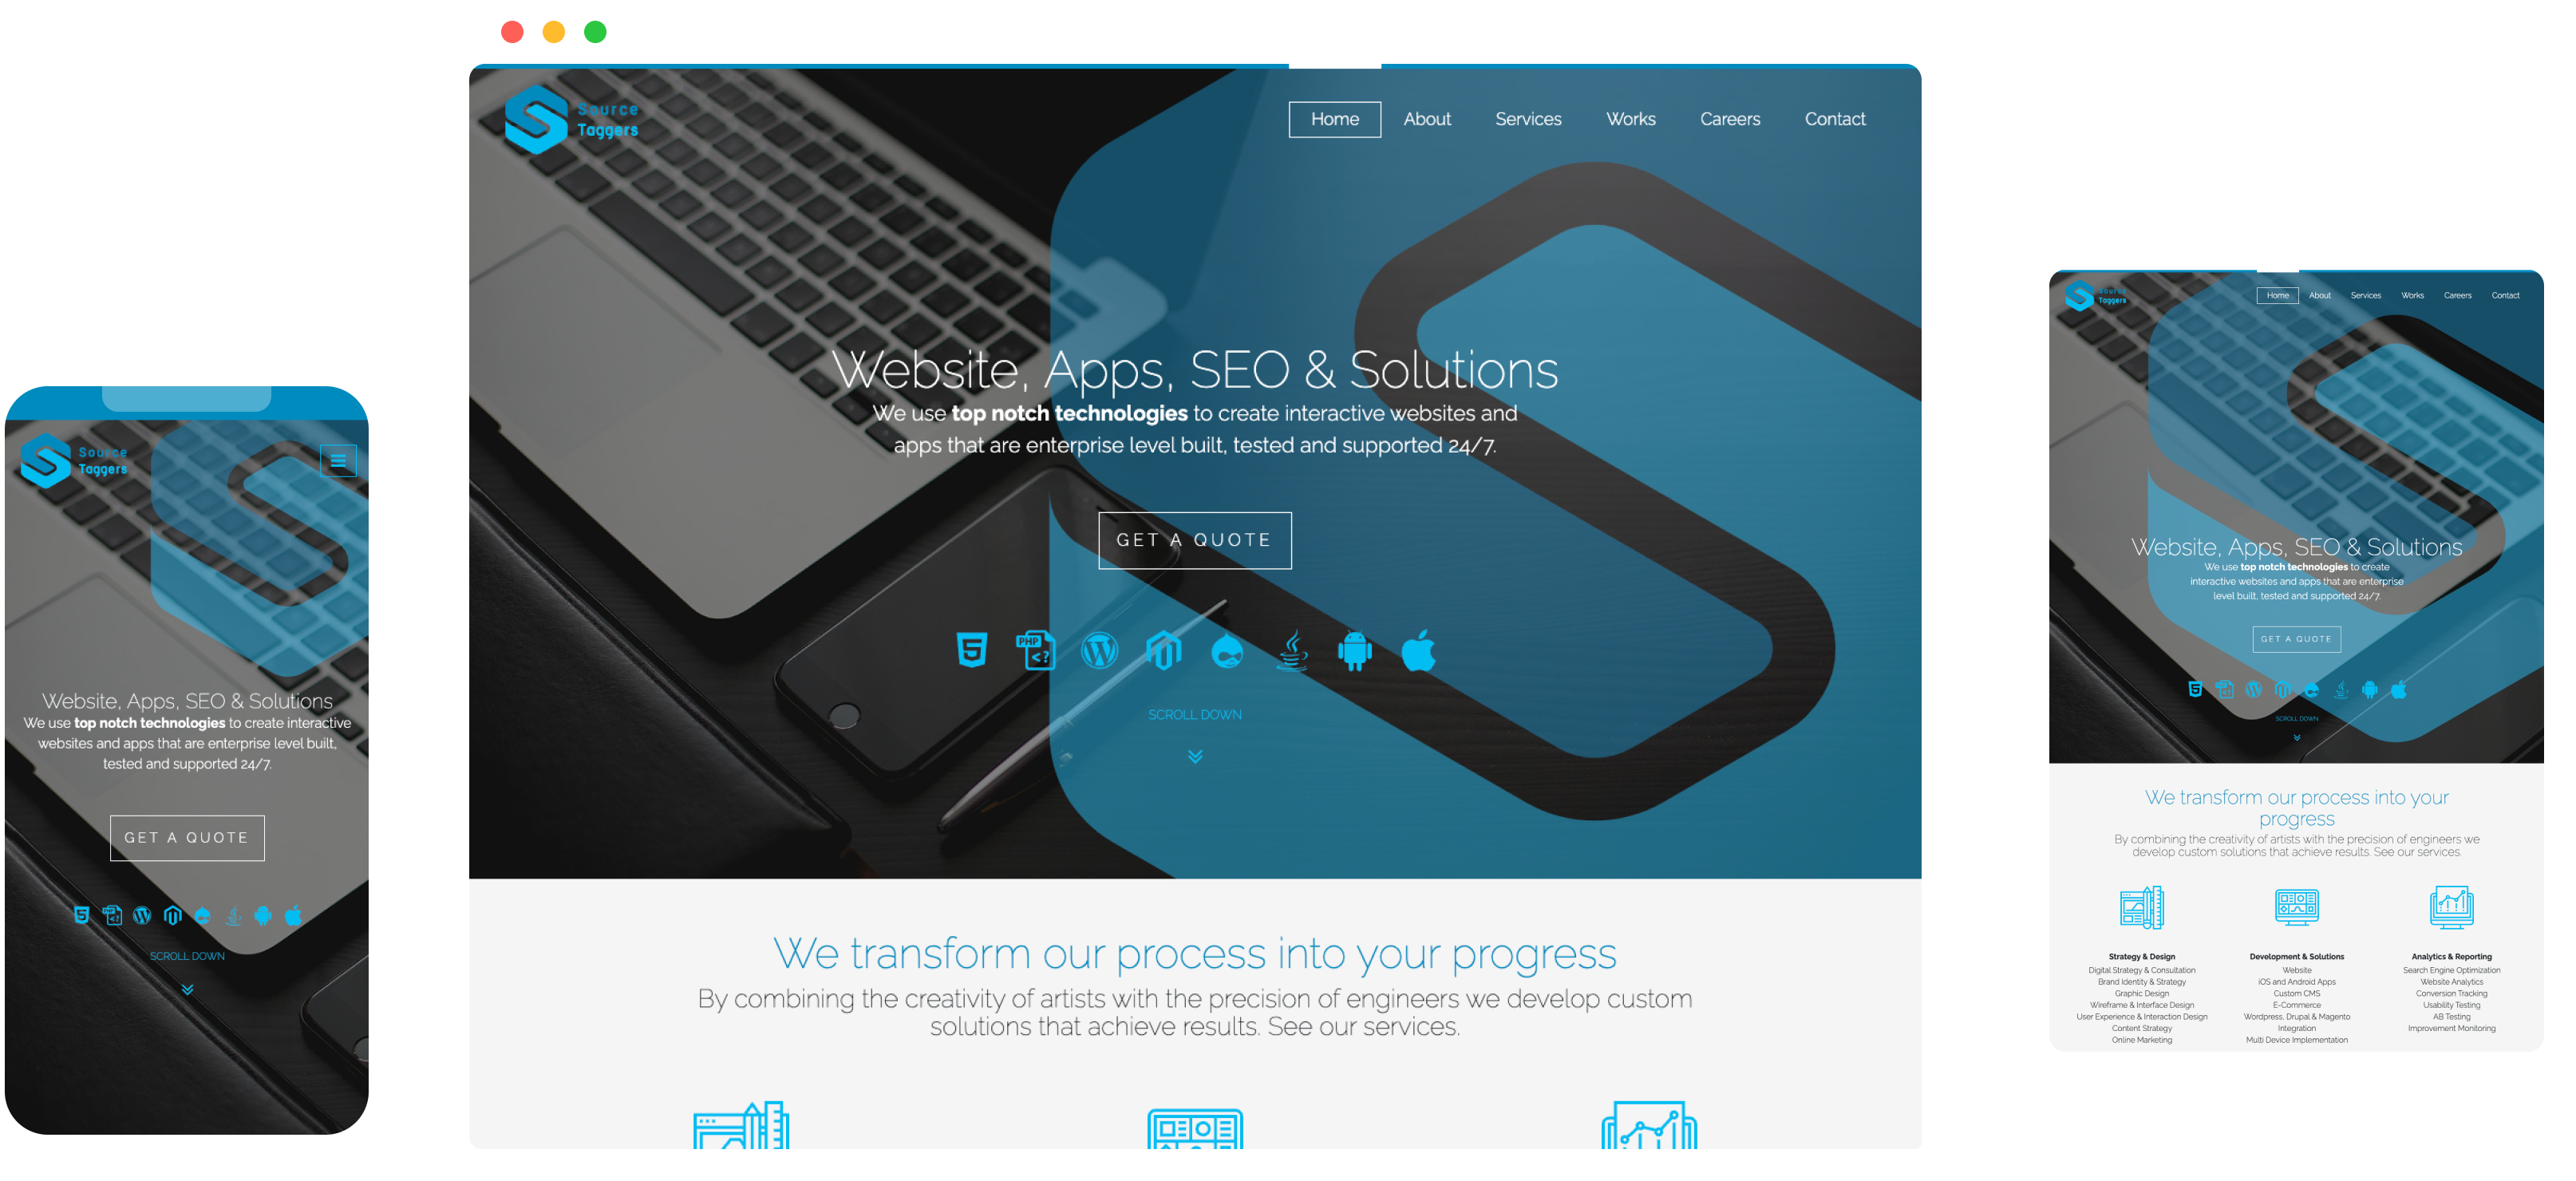 Source
Taggers
Website, Apps, SEO & Solutions
We use top notch technologies to create interactive
websites and apps that are enterprise level built,
tested and supported 24/7.
GET A QUOTE
5 PHP <?
SCROLL DOWN
Source
Taggers
Home About Services Works Careers Contact
Website, Apps, SEO & Solutions
We use top notch technologies to create interactive websites and
apps that are enterprise level built, tested and supported 24/7.
GET A QUOTE
5 PHP <?
SCROLL DOWN
We transform our process into your progress
By combining the creativity of artists with the precision of engineers we develop custom
solutions that achieve results. See our services.
Source
Taggers
Home About Services Works Careers Contact
Website, Apps, SEO & Solutions
We use top notch technologies to create
interactive websites and apps that are enterprise
level built, tested and supported 24/7.
GET A QUOTE
5 PHP <?
SCROLL DOWN
We transform our process into your
progress
By combining the creativity of artists with the precision of engineers we
develop custom solutions that achieve results. See our services.
Strategy & Design
Digital Strategy & Consultation
Brand Identity & Strategy
Graphic Design
Wireframe & Interface Design
User Experience & Interaction Design
Content Strategy
Online Marketing
Development & Solutions
Website
iOS and Android Apps
Custom CMS
E-Commerce
Wordpress, Drupal & Magento
Integration
Multi Device Implementation
Analytics & Reporting
Search Engine Optimization
Website Analytics
Conversion Tracking
Usability Testing
AB Testing
Improvement Monitoring